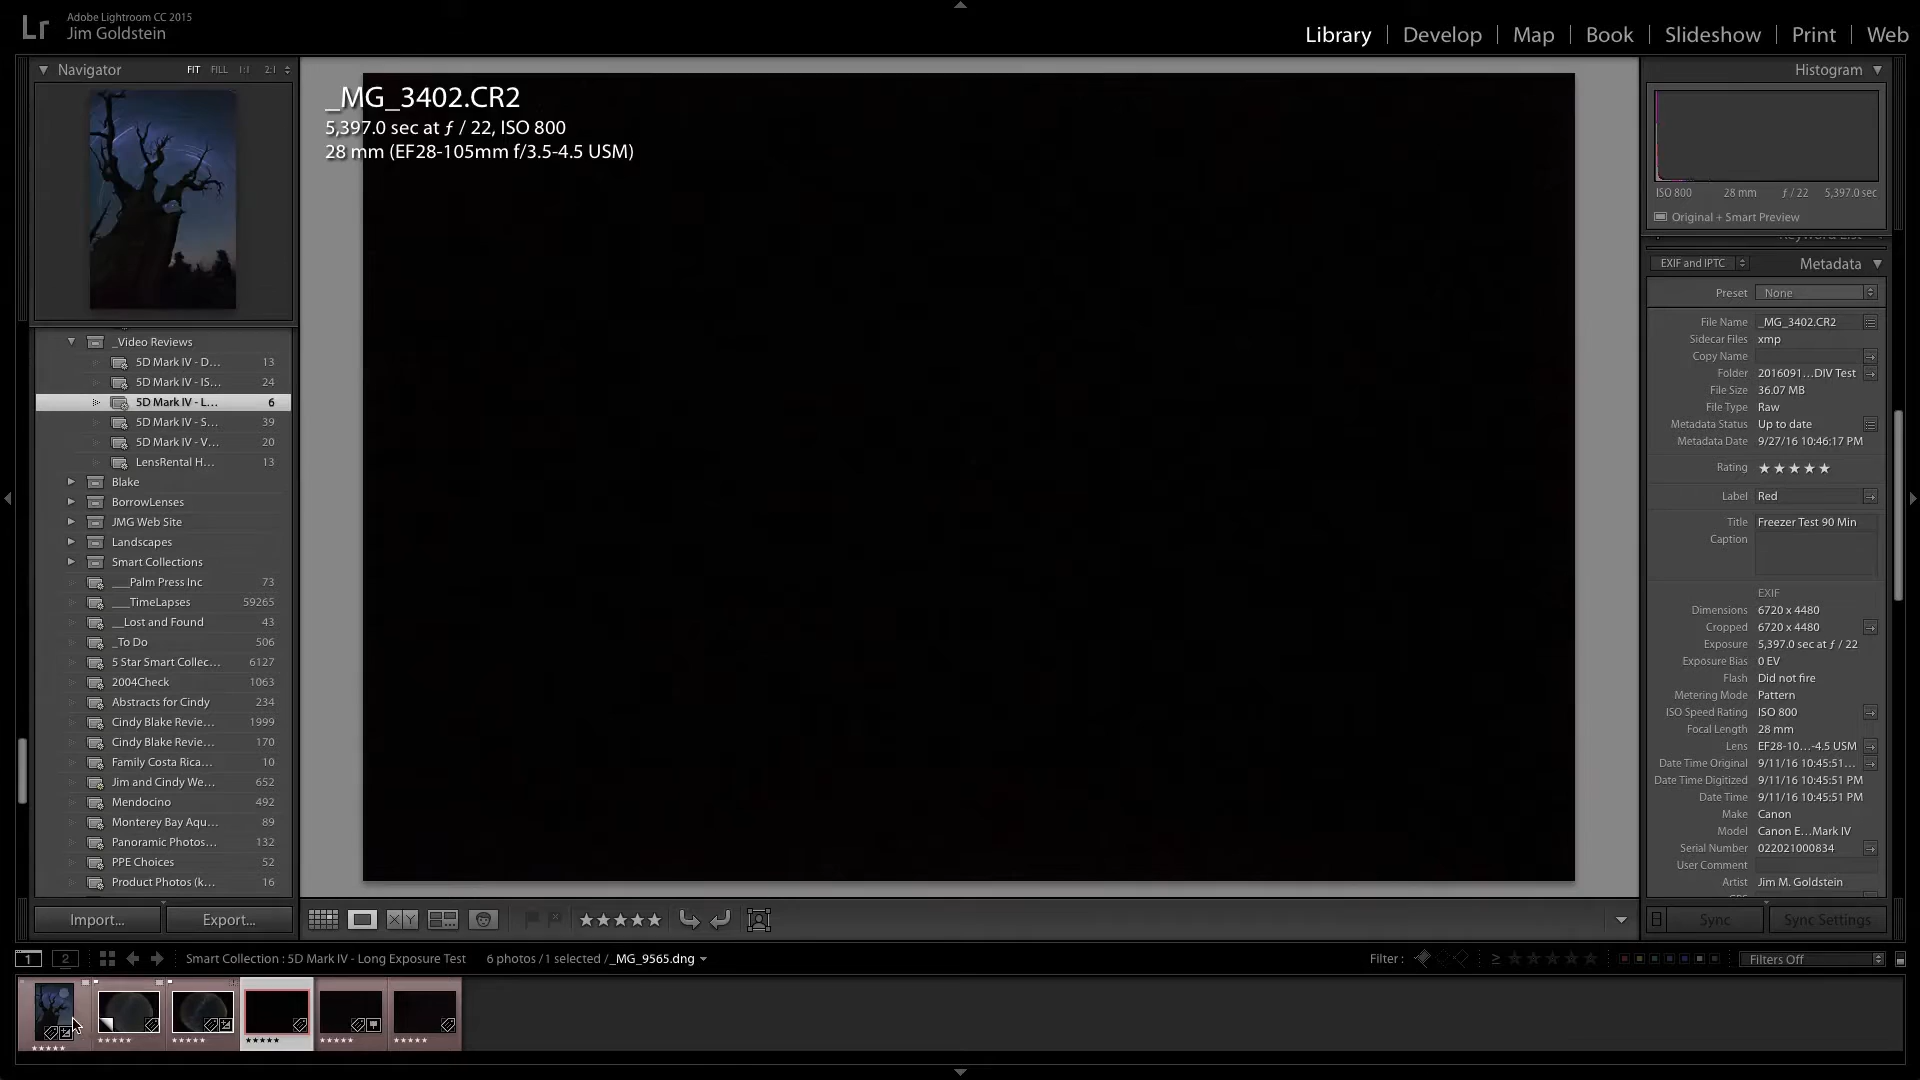 Lr
Adobe Lightroom CC 2015
Jim Goldstein
Library | Develop | Map | Book | Slideshow | Print | Web
Navigator FIT FILL 1:1 2:1
_Video Reviews
5D Mark IV - D... 13
5D Mark IV - IS... 24
5D Mark IV - L... 6
5D Mark IV - S... 39
5D Mark IV - V... 20
LensRental H... 13
Blake
BorrowLenses
JMG Web Site
Landscapes
Smart Collections
___Palm Press Inc 73
___TimeLapses 59265
__Lost and Found 43
_To Do 506
5 Star Smart Collec... 6127
2004Check 1063
Abstracts for Cindy 234
Cindy Blake Revie... 1999
Cindy Blake Revie... 170
Family Costa Rica... 10
Jim and Cindy We... 652
Mendocino 492
Monterey Bay Aqu... 89
Panoramic Photos... 132
PPE Choices 52
Product Photos (k... 16
Import... Export...
_MG_3402.CR2
5,397.0 sec at ƒ / 22, ISO 800
28 mm (EF28-105mm f/3.5-4.5 USM)
Histogram
ISO 800 28 mm ƒ / 22 5,397.0 sec
Original + Smart Preview
Keyword List
EXIF and IPTC Metadata
Preset None
File Name _MG_3402.CR2
Sidecar Files xmp
Copy Name
Folder 2016091...DIV Test
File Size 36.07 MB
File Type Raw
Metadata Status Up to date
Metadata Date 9/27/16 10:46:17 PM
Rating ★★★★★
Label Red
Title Freezer Test 90 Min
Caption
EXIF
Dimensions 6720 x 4480
Cropped 6720 x 4480
Exposure 5,397.0 sec at ƒ / 22
Exposure Bias 0 EV
Flash Did not fire
Metering Mode Pattern
ISO Speed Rating ISO 800
Focal Length 28 mm
Lens EF28-10...-4.5 USM
Date Time Original 9/11/16 10:45:51...
Date Time Digitized 9/11/16 10:45:51 PM
Date Time 9/11/16 10:45:51 PM
Make Canon
Model Canon E...Mark IV
Serial Number 022021000834
User Comment
Artist Jim M. Goldstein
XY ★★★★★
Sync Sync Settings
1 2 Smart Collection : 5D Mark IV - Long Exposure Test 6 photos / 1 selected / _MG_9565.dng Filter : ≥ ★★★★★ Filters Off